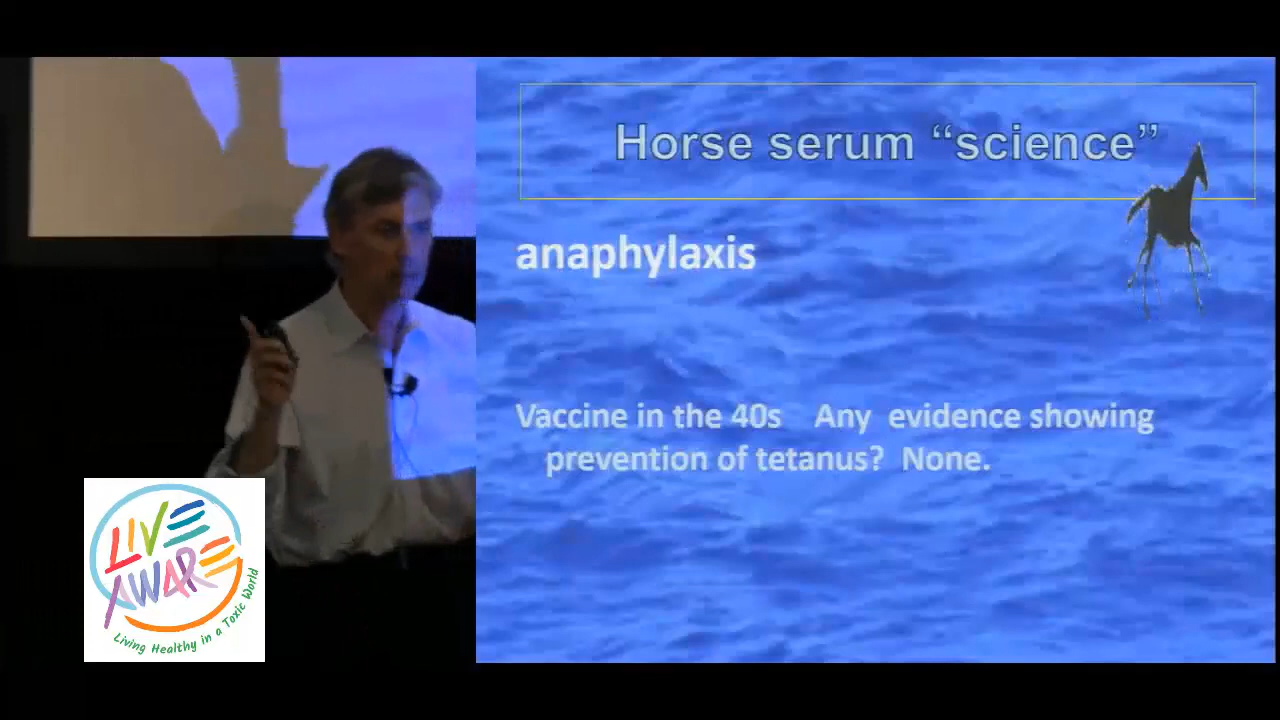 Horse serum “science”
anaphylaxis
Vaccine in the 40s    Any  evidence showing
prevention of tetanus?  None.
LIVE
AWARE
Living Healthy in a Toxic World